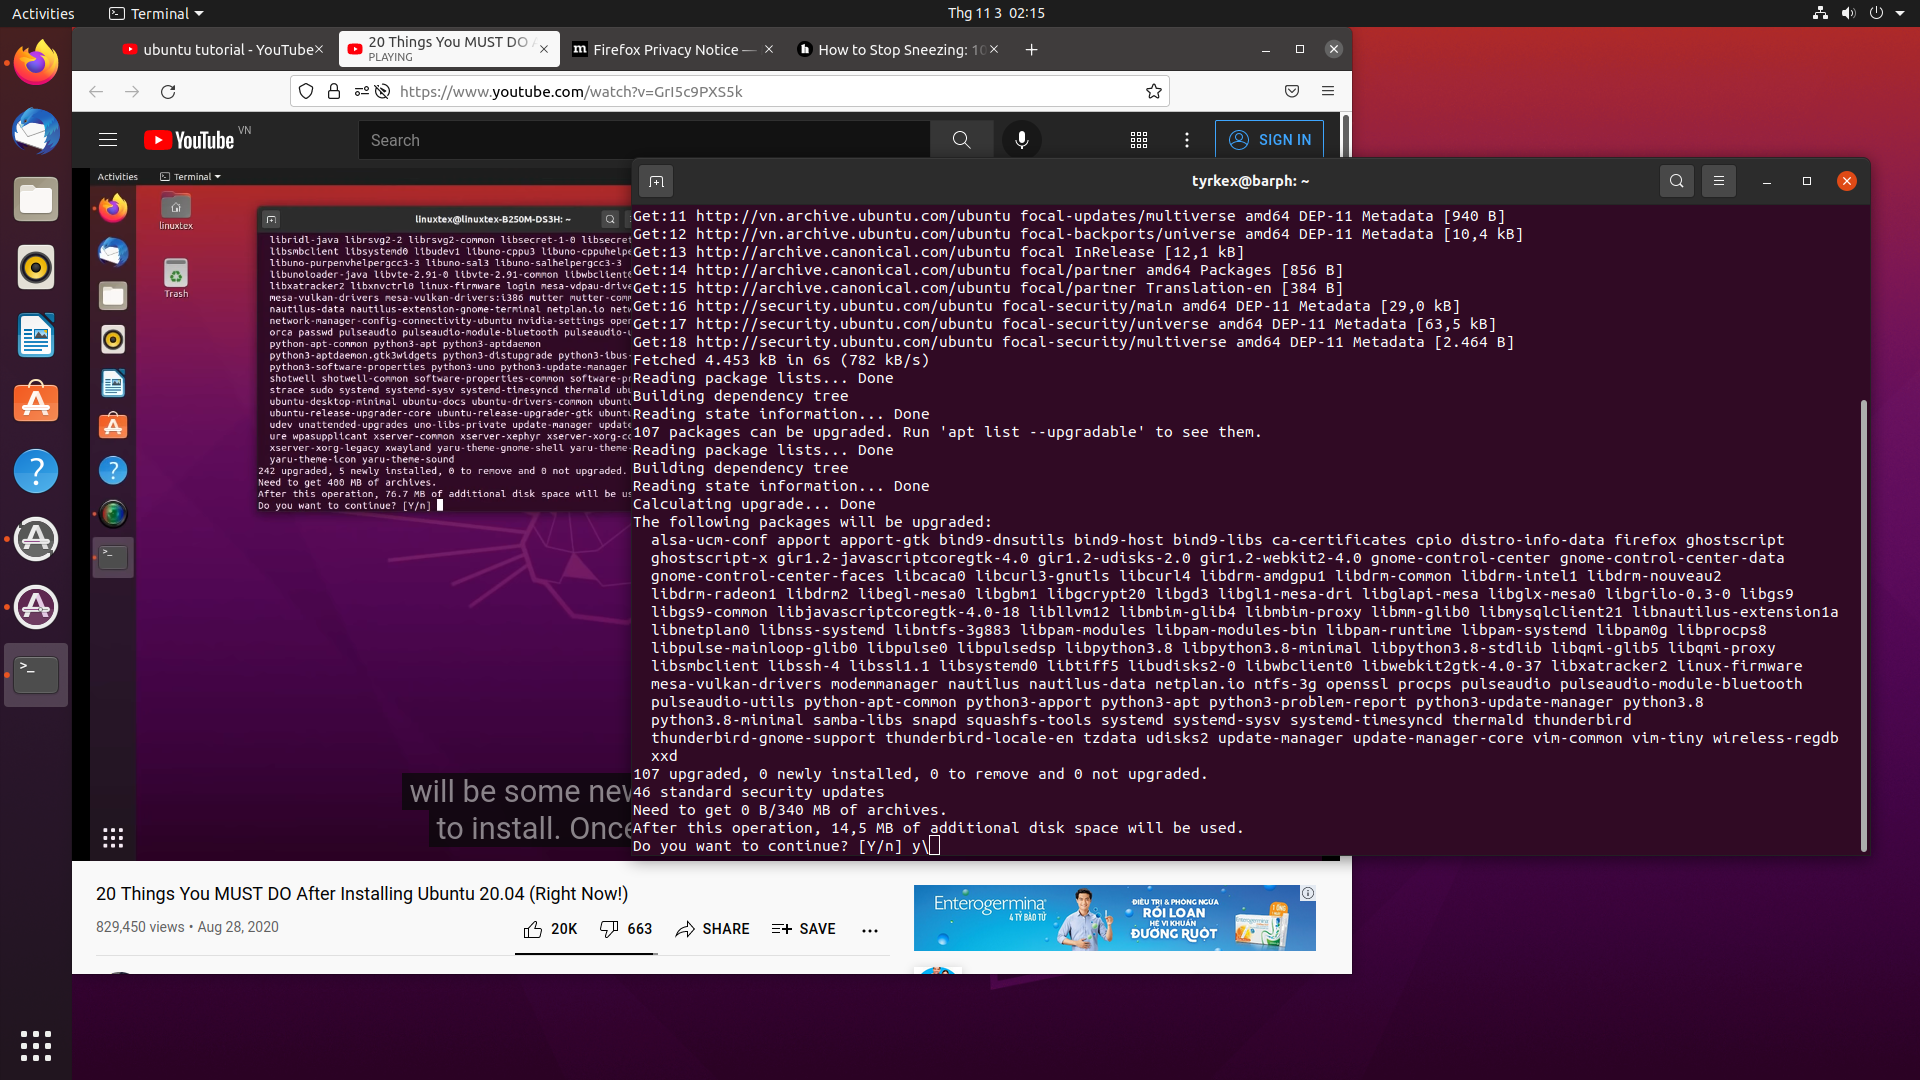 Activities
Terminal
Thg 11 3 02:15
ubuntu tutorial - YouTube
20 Things You MUST DO
PLAYING
Firefox Privacy Notice —
How to Stop Sneezing: 10
https://www.youtube.com/watch?v=GrI5c9PXS5k
YouTube VN
Search
SIGN IN
Activities
Terminal
linuxtex
Trash
linuxtex@linuxtex-B250M-DS3H: ~
libridl-java librsvg2-2 librsvg2-common libsecret-1-0 libsecret
libsmbclient libsystemd0 libudev1 libuno-cppu3 libuno-cppuhelpe
libuno-purpenvhelpergcc3-3 libuno-sal3 libuno-salhelpergcc3-3
libunoloader-java libvte-2.91-0 libvte-2.91-common libwbclient0
libxatracker2 libxnvctrl0 linux-firmware login mesa-vdpau-drive
mesa-vulkan-drivers mesa-vulkan-drivers:i386 mutter mutter-comm
nautilus-data nautilus-extension-gnome-terminal netplan.io netw
network-manager-config-connectivity-ubuntu nvidia-settings open
orca passwd pulseaudio pulseaudio-module-bluetooth pulseaudio-u
python-apt-common python3-apt python3-aptdaemon
python3-aptdaemon.gtk3widgets python3-distupgrade python3-ibus-
python3-software-properties python3-uno python3-update-manager
shotwell shotwell-common software-properties-common software-pr
strace sudo systemd systemd-sysv systemd-timesyncd thermald ubu
ubuntu-desktop-minimal ubuntu-docs ubuntu-drivers-common ubuntu
ubuntu-release-upgrader-core ubuntu-release-upgrader-gtk ubuntu
udev unattended-upgrades uno-libs-private update-manager update
ure wpasupplicant xserver-common xserver-xephyr xserver-xorg-co
xserver-xorg-legacy xwayland yaru-theme-gnome-shell yaru-theme-
yaru-theme-icon yaru-theme-sound
242 upgraded, 5 newly installed, 0 to remove and 0 not upgraded.
Need to get 400 MB of archives.
After this operation, 76.7 MB of additional disk space will be us
Do you want to continue? [Y/n]
will be some new
to install. Once
tyrkex@barph: ~
Get:11 http://vn.archive.ubuntu.com/ubuntu focal-updates/multiverse amd64 DEP-11 Metadata [940 B]
Get:12 http://vn.archive.ubuntu.com/ubuntu focal-backports/universe amd64 DEP-11 Metadata [10,4 kB]
Get:13 http://archive.canonical.com/ubuntu focal InRelease [12,1 kB]
Get:14 http://archive.canonical.com/ubuntu focal/partner amd64 Packages [856 B]
Get:15 http://archive.canonical.com/ubuntu focal/partner Translation-en [384 B]
Get:16 http://security.ubuntu.com/ubuntu focal-security/main amd64 DEP-11 Metadata [29,0 kB]
Get:17 http://security.ubuntu.com/ubuntu focal-security/universe amd64 DEP-11 Metadata [63,5 kB]
Get:18 http://security.ubuntu.com/ubuntu focal-security/multiverse amd64 DEP-11 Metadata [2.464 B]
Fetched 4.453 kB in 6s (782 kB/s)
Reading package lists... Done
Building dependency tree
Reading state information... Done
107 packages can be upgraded. Run 'apt list --upgradable' to see them.
Reading package lists... Done
Building dependency tree
Reading state information... Done
Calculating upgrade... Done
The following packages will be upgraded:
alsa-ucm-conf apport apport-gtk bind9-dnsutils bind9-host bind9-libs ca-certificates cpio distro-info-data firefox ghostscript
ghostscript-x gir1.2-javascriptcoregtk-4.0 gir1.2-udisks-2.0 gir1.2-webkit2-4.0 gnome-control-center gnome-control-center-data
gnome-control-center-faces libcaca0 libcurl3-gnutls libcurl4 libdrm-amdgpu1 libdrm-common libdrm-intel1 libdrm-nouveau2
libdrm-radeon1 libdrm2 libegl-mesa0 libgbm1 libgcrypt20 libgd3 libgl1-mesa-dri libglapi-mesa libglx-mesa0 libgrilo-0.3-0 libgs9
libgs9-common libjavascriptcoregtk-4.0-18 libllvm12 libmbim-glib4 libmbim-proxy libmm-glib0 libmysqlclient21 libnautilus-extension1a
libnetplan0 libnss-systemd libntfs-3g883 libpam-modules libpam-modules-bin libpam-runtime libpam-systemd libpam0g libprocps8
libpulse-mainloop-glib0 libpulse0 libpulsedsp libpython3.8 libpython3.8-minimal libpython3.8-stdlib libqmi-glib5 libqmi-proxy
libsmbclient libssh-4 libssl1.1 libsystemd0 libtiff5 libudisks2-0 libwbclient0 libwebkit2gtk-4.0-37 libxatracker2 linux-firmware
mesa-vulkan-drivers modemmanager nautilus nautilus-data netplan.io ntfs-3g openssl procps pulseaudio pulseaudio-module-bluetooth
pulseaudio-utils python-apt-common python3-apport python3-apt python3-problem-report python3-update-manager python3.8
python3.8-minimal samba-libs snapd squashfs-tools systemd systemd-sysv systemd-timesyncd thermald thunderbird
thunderbird-gnome-support thunderbird-locale-en tzdata udisks2 update-manager update-manager-core vim-common vim-tiny wireless-regdb
xxd
107 upgraded, 0 newly installed, 0 to remove and 0 not upgraded.
46 standard security updates
Need to get 0 B/340 MB of archives.
After this operation, 14,5 MB of additional disk space will be used.
Do you want to continue? [Y/n] y\
20 Things You MUST DO After Installing Ubuntu 20.04 (Right Now!)
829,450 views • Aug 28, 2020
20K
663
SHARE
SAVE
Enterogermina
4 TỶ BÀO TỬ
ĐIỀU TRỊ & PHÒNG NGỪA
RỐI LOẠN
HỆ VI KHUẨN
ĐƯỜNG RUỘT